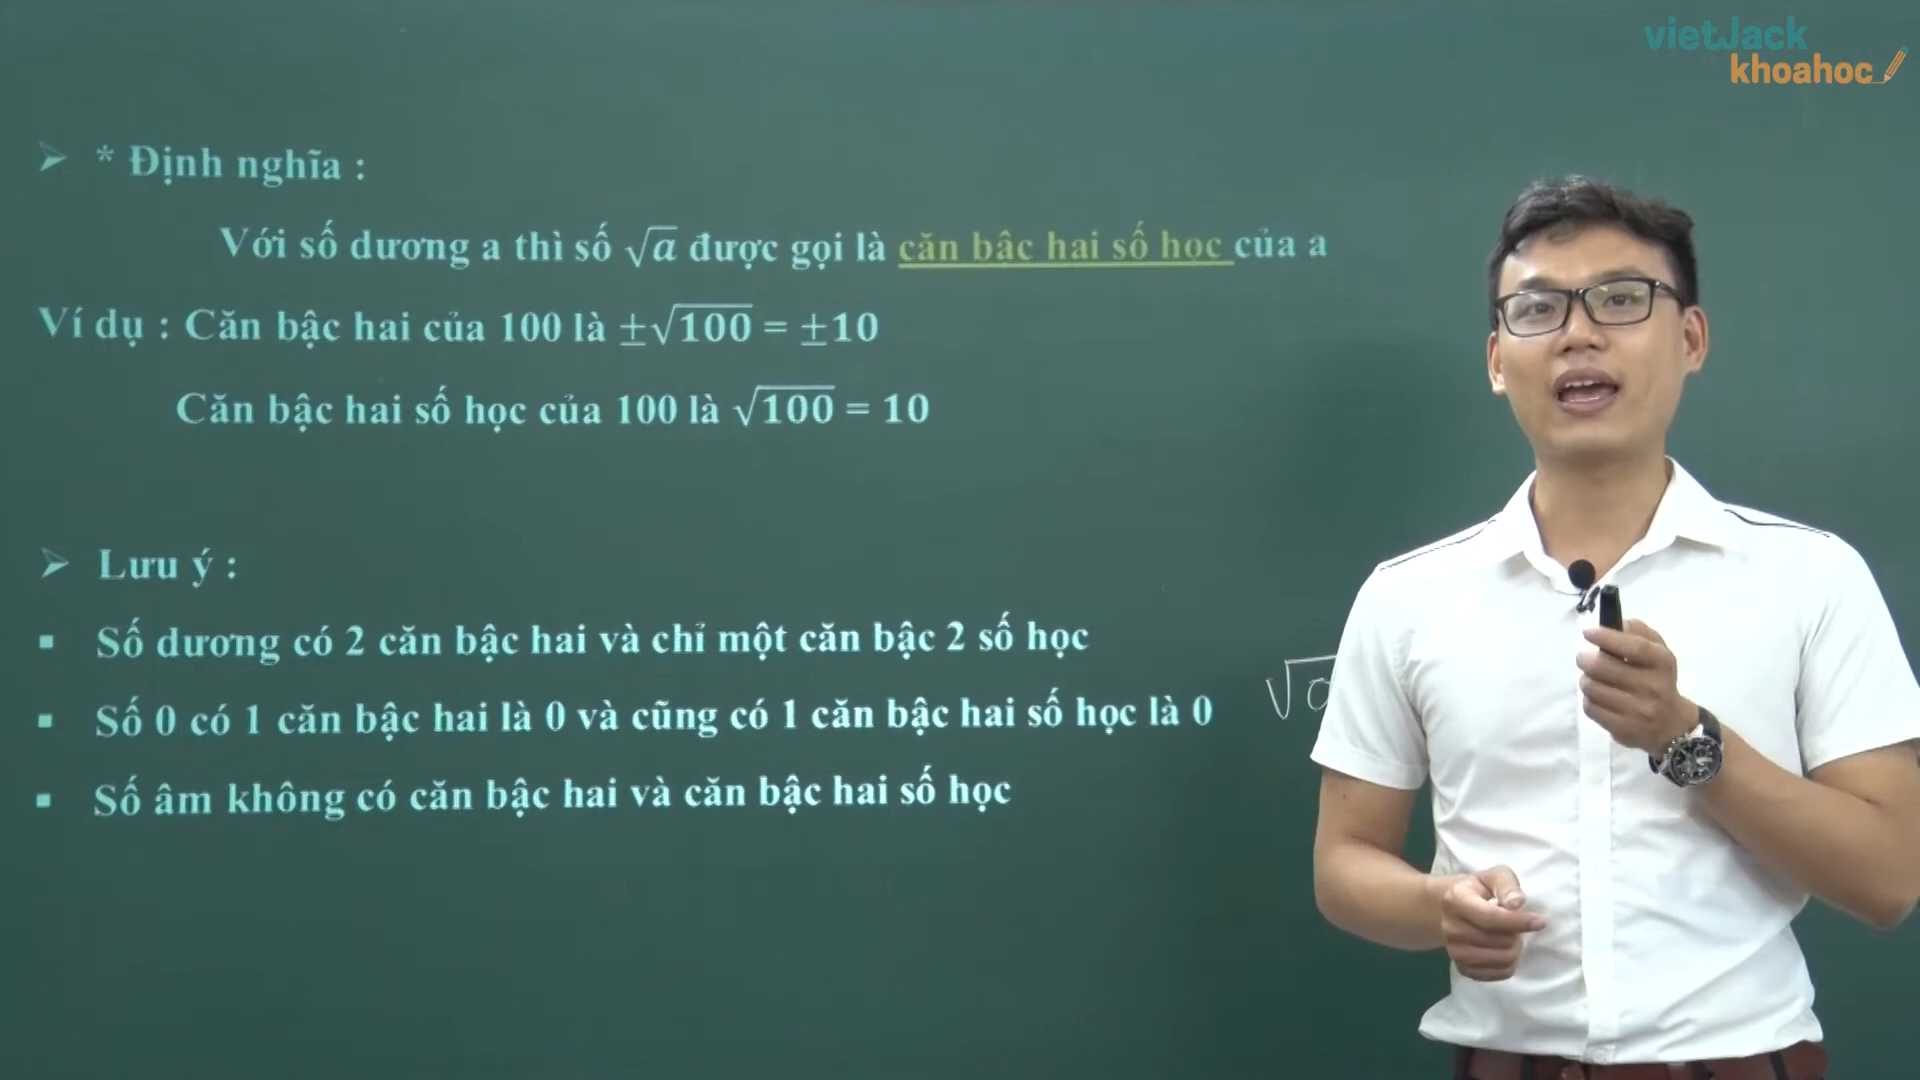 vietJack
khoahoc
* Định nghĩa :
Với số dương a thì số √a được gọi là căn bậc hai số học của a
Ví dụ : Căn bậc hai của 100 là ±√100 = ±10
Căn bậc hai số học của 100 là √100 = 10
Lưu ý :
Số dương có 2 căn bậc hai và chỉ một căn bậc 2 số học
Số 0 có 1 căn bậc hai là 0 và cũng có 1 căn bậc hai số học là 0
Số âm không có căn bậc hai và căn bậc hai số học